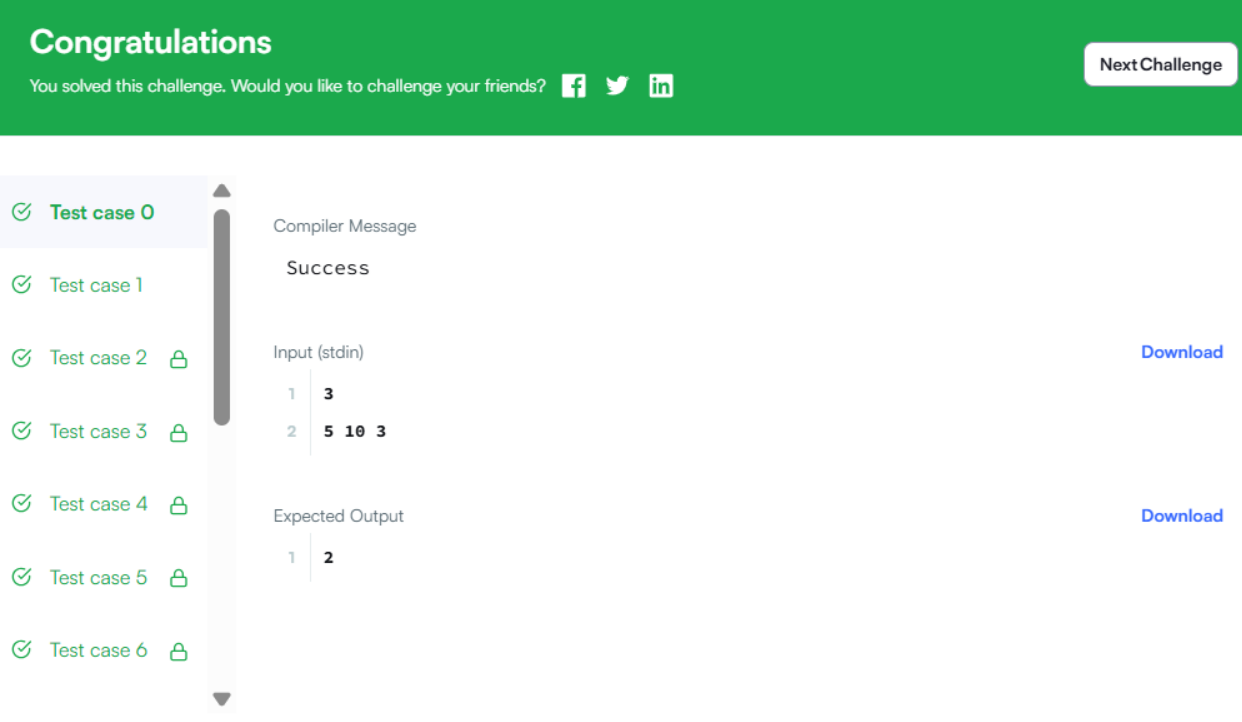 Congratulations
You solved this challenge. Would you like to challenge your friends?
Next Challenge
Test case 0
Test case 1
Test case 2
Test case 3
Test case 4
Test case 5
Test case 6
Compiler Message
Success
Input (stdin)
Download
1 3
2 5 10 3
Expected Output
Download
1 2